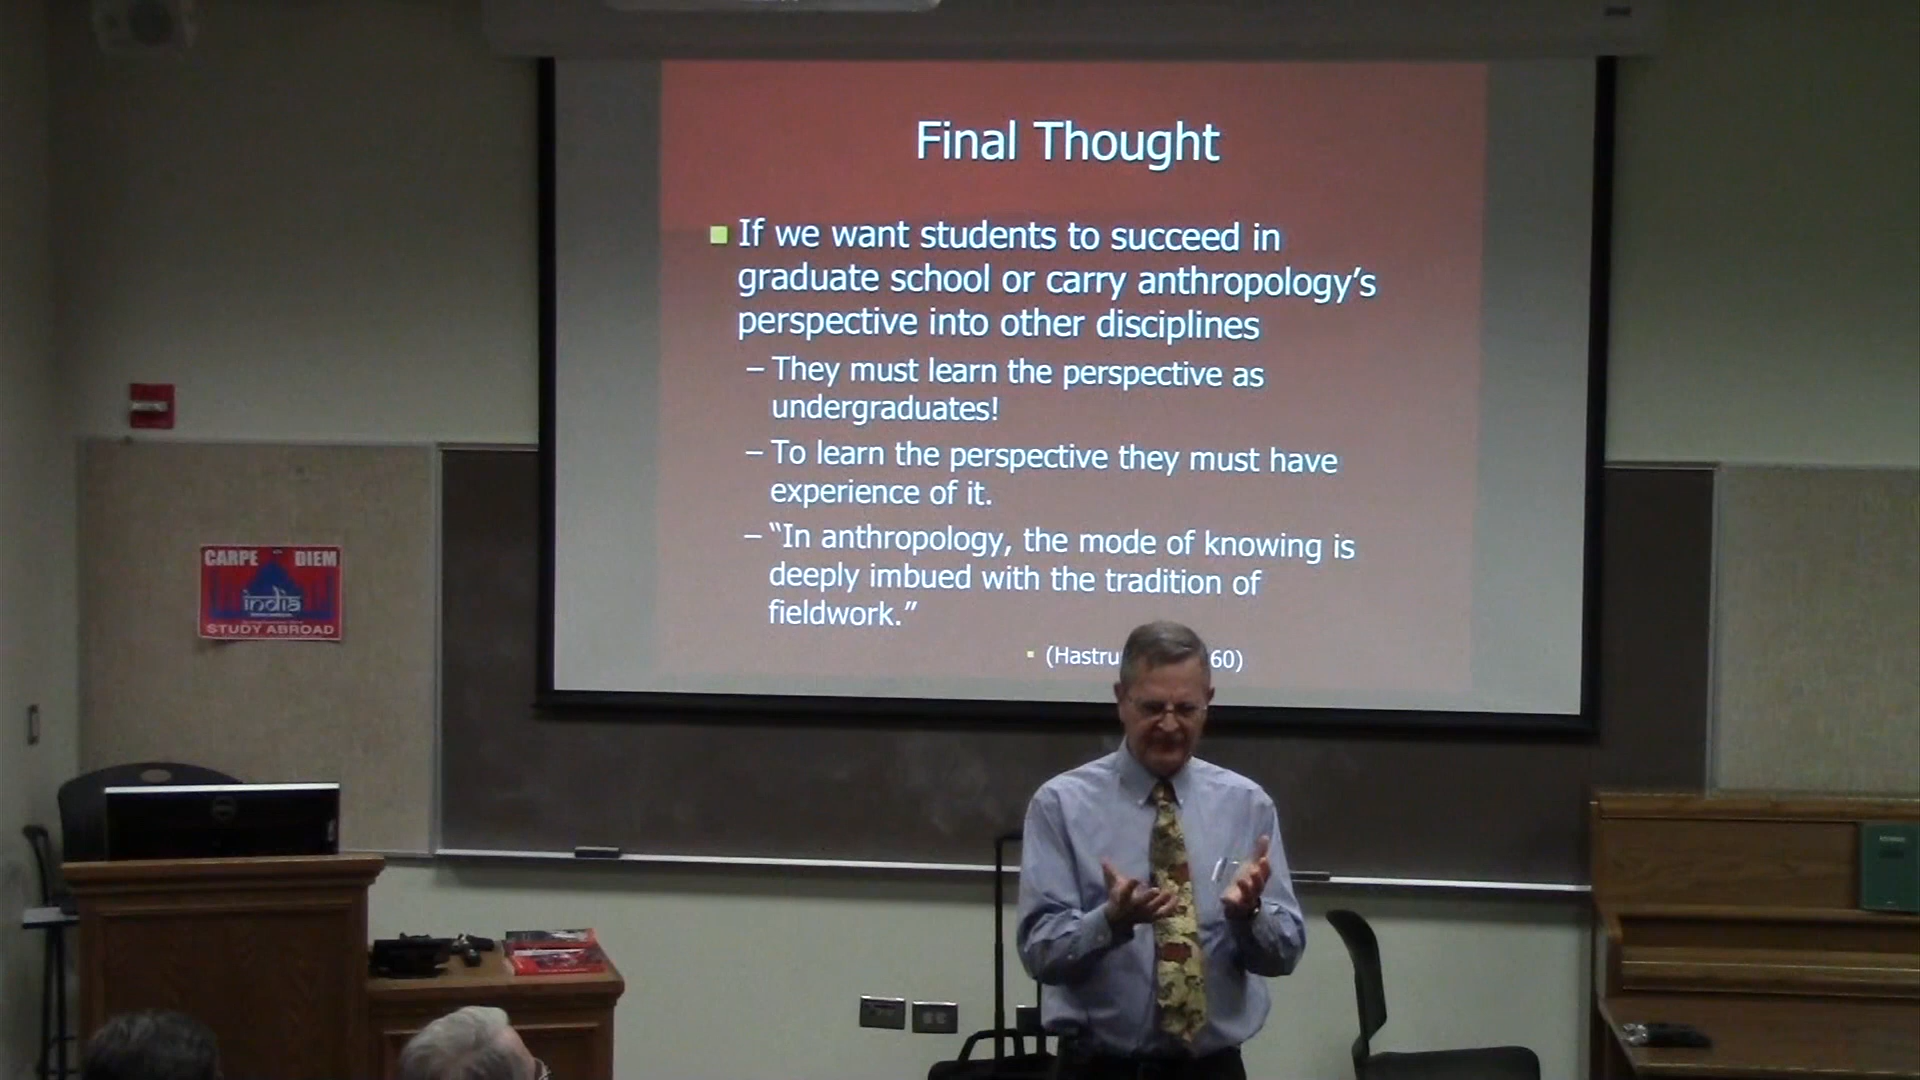 Final Thought
If we want students to succeed in
graduate school or carry anthropology's
perspective into other disciplines
– They must learn the perspective as
undergraduates!
– To learn the perspective they must have
experience of it.
– “In anthropology, the mode of knowing is
deeply imbued with the tradition of
fieldwork.”
(Hastru 60)
CARPE DIEM
india
STUDY ABROAD
DELL